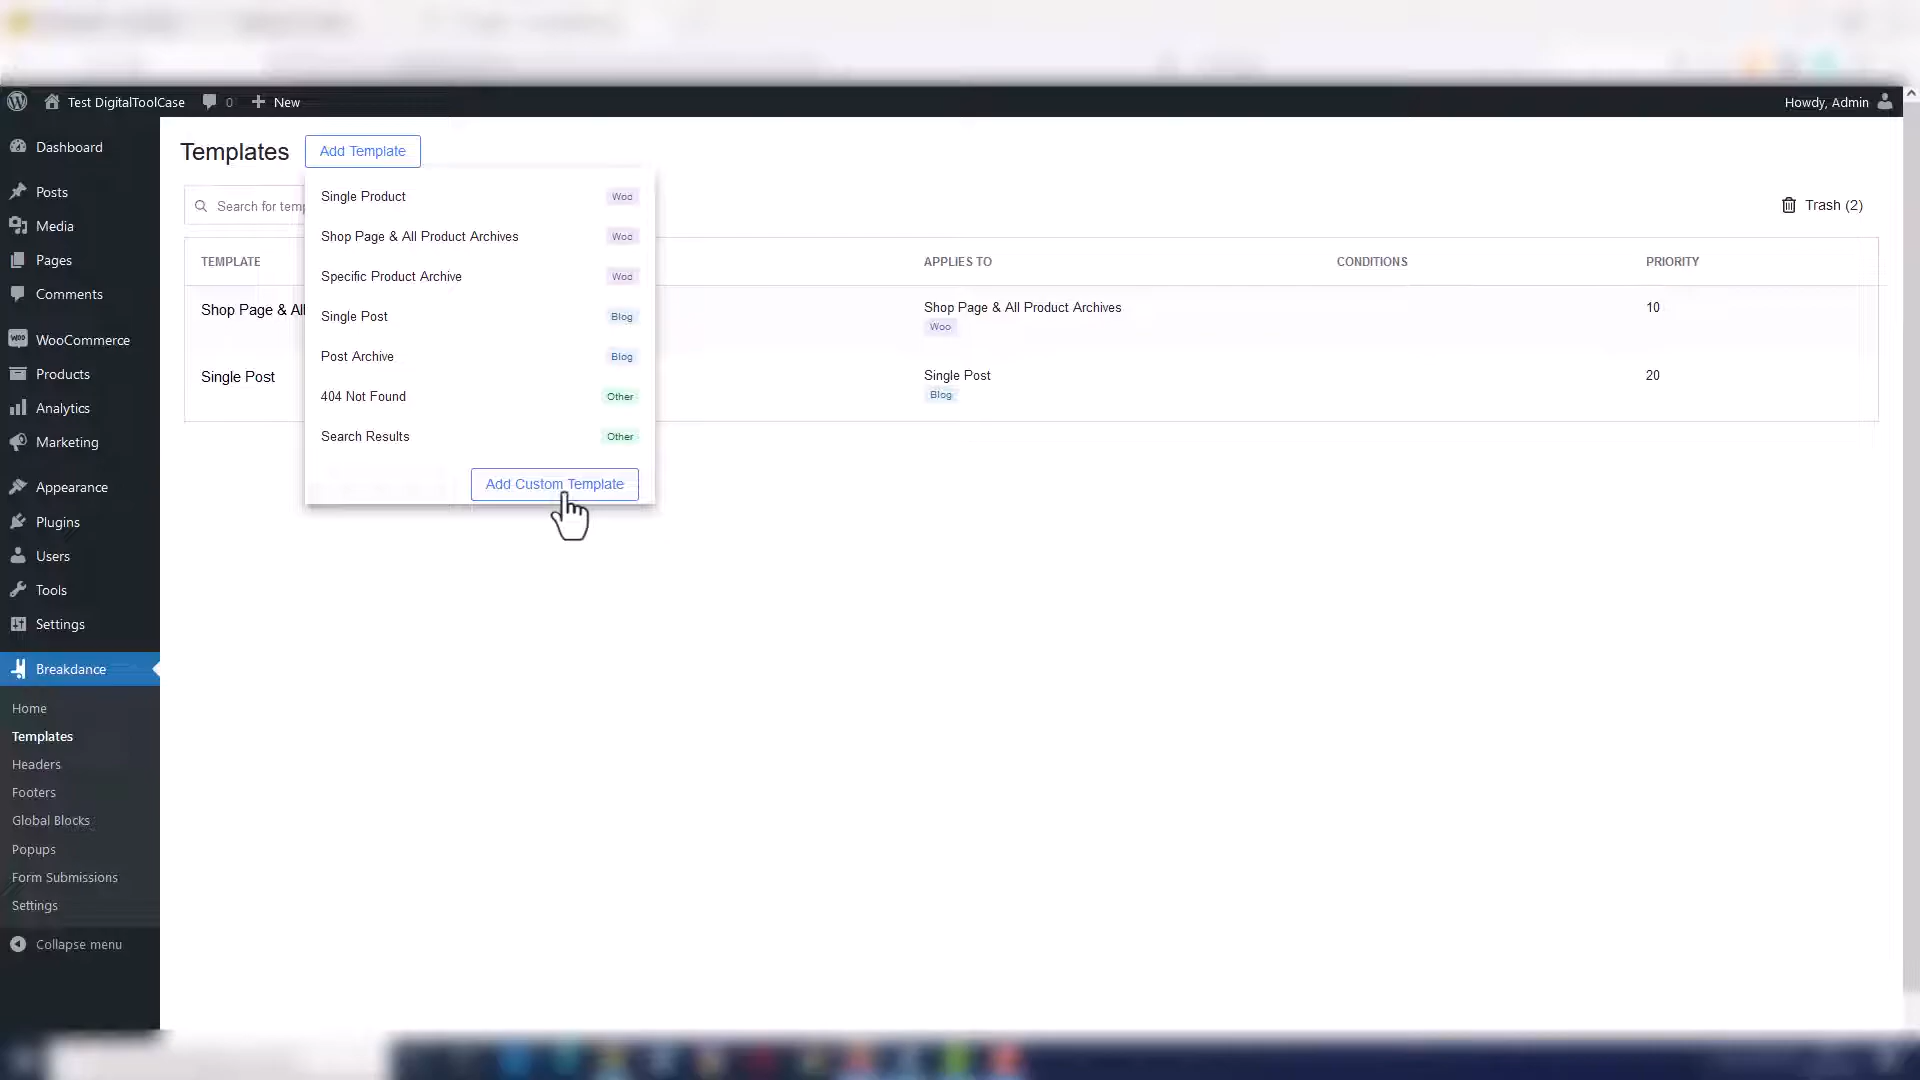 Test DigitalToolCase 0 New Howdy, Admin
Dashboard
Posts
Media
Pages
Comments
WooCommerce
Products
Analytics
Marketing
Appearance
Plugins
Users
Tools
Settings
Breakdance
Home
Templates
Headers
Footers
Global Blocks
Popups
Form Submissions
Settings
Collapse menu
Templates Add Template
Search for temp
Trash (2)
Single Product Woo
Shop Page & All Product Archives Woo
Specific Product Archive Woo
Single Post Blog
Post Archive Blog
404 Not Found Other
Search Results Other
Add Custom Template
TEMPLATE APPLIES TO CONDITIONS PRIORITY
Shop Page & All Shop Page & All Product Archives 10
Woo
Single Post Single Post 20
Blog